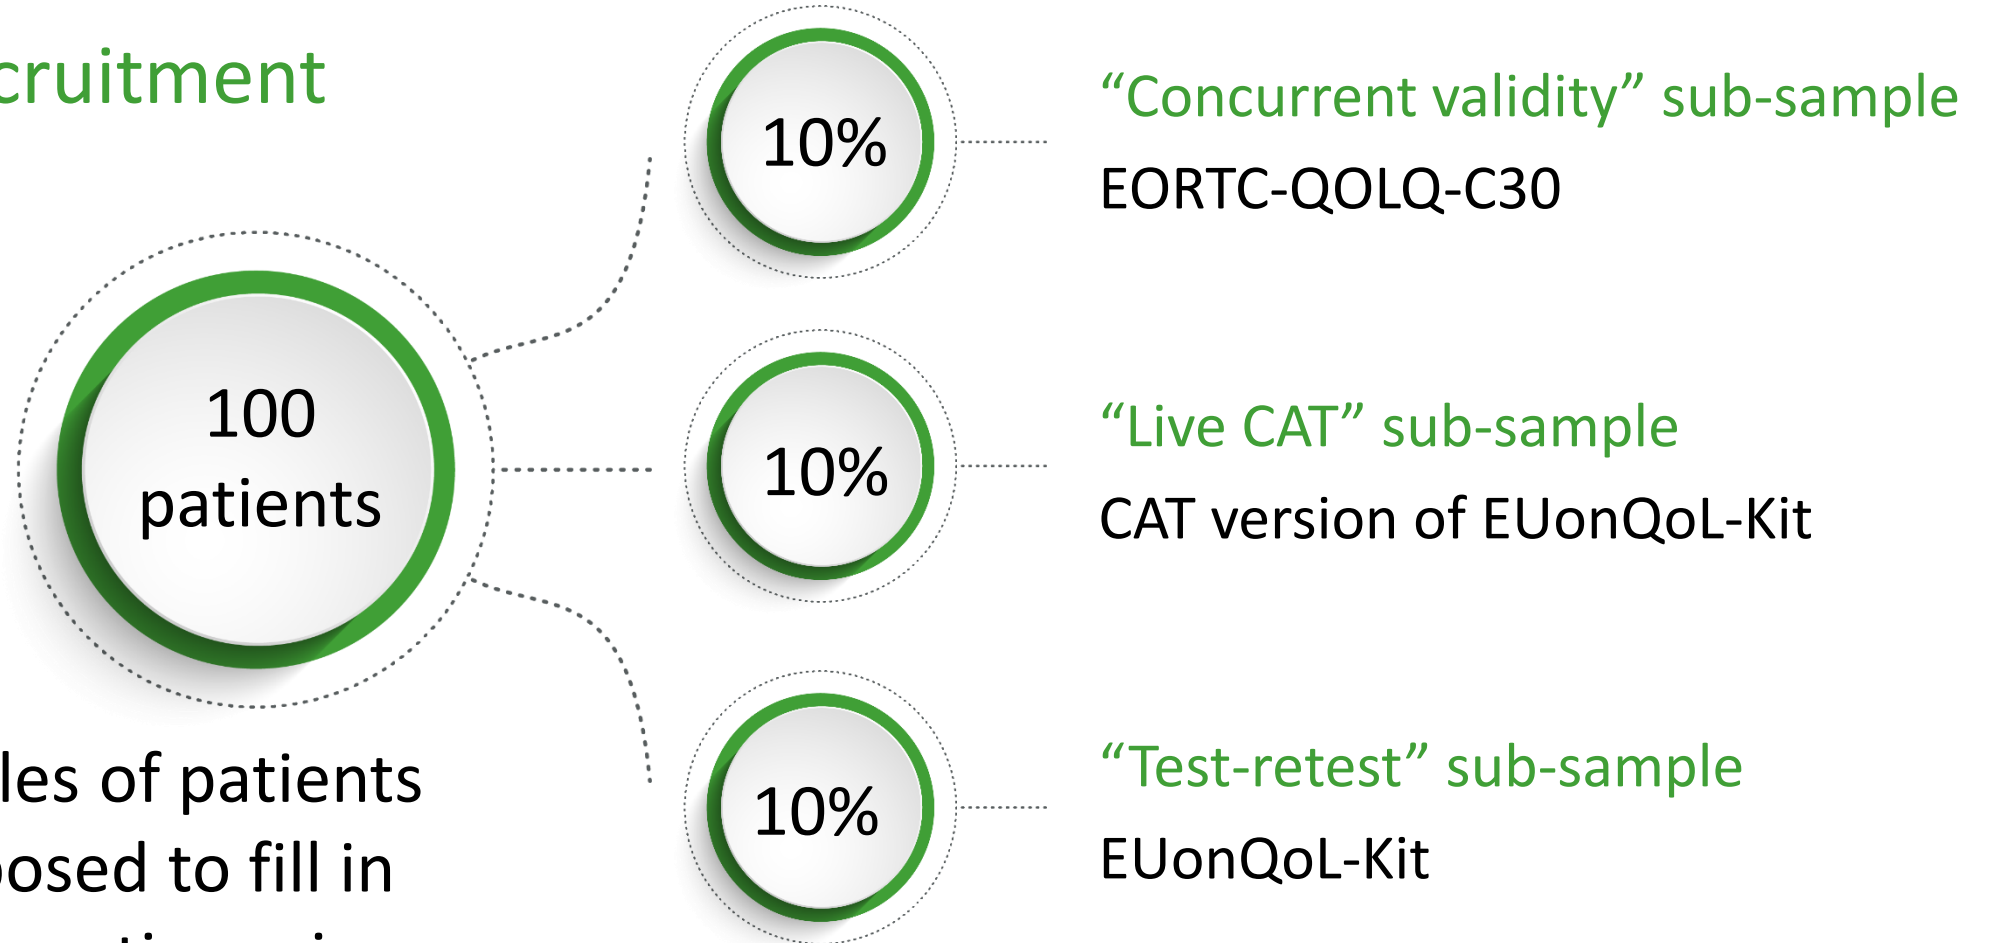 cruitment
100
patients
les of patients
posed to fill in
10%
“Concurrent validity” sub-sample
EORTC-QOLQ-C30
10%
“Live CAT” sub-sample
CAT version of EUonQoL-Kit
10%
“Test-retest” sub-sample
EUonQoL-Kit